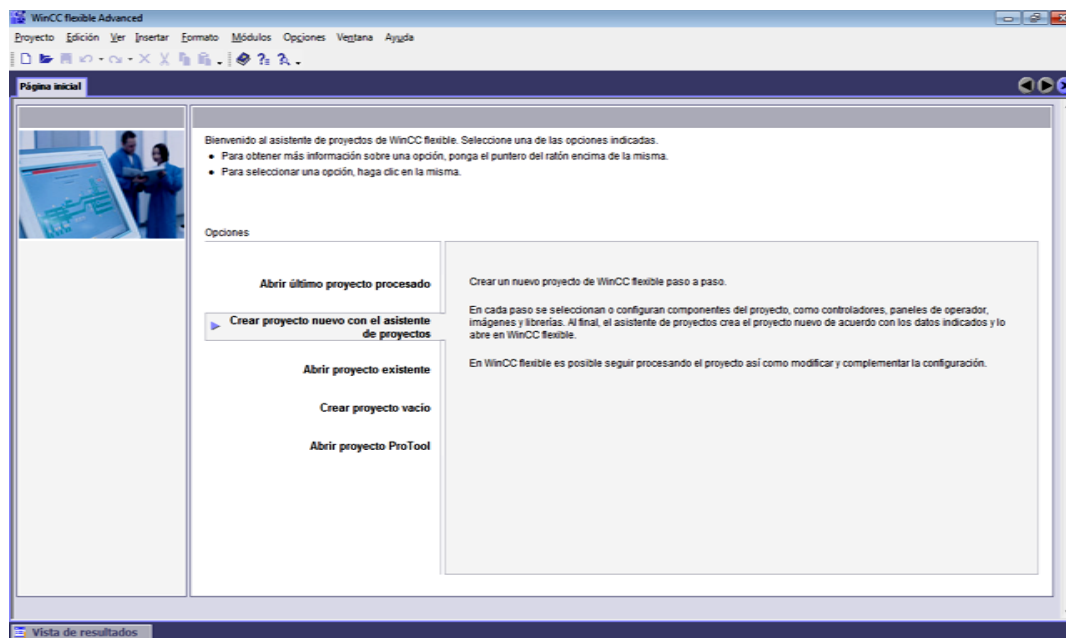 WinCC flexible Advanced
Proyecto Edición Ver Insertar Formato Módulos Opciones Ventana Ayuda
Página inicial
Bienvenido al asistente de proyectos de WinCC flexible. Seleccione una de las opciones indicadas.
• Para obtener más información sobre una opción, ponga el puntero del ratón encima de la misma.
• Para seleccionar una opción, haga clic en la misma.
Opciones
Abrir último proyecto procesado
Crear proyecto nuevo con el asistente
de proyectos
Abrir proyecto existente
Crear proyecto vacío
Abrir proyecto ProTool
Crear un nuevo proyecto de WinCC flexible paso a paso.
En cada paso se seleccionan o configuran componentes del proyecto, como controladores, paneles de operador,
imágenes y librerías. Al final, el asistente de proyectos crea el proyecto nuevo de acuerdo con los datos indicados y lo
abre en WinCC flexible.
En WinCC flexible es posible seguir procesando el proyecto así como modificar y complementar la configuración.
Vista de resultados